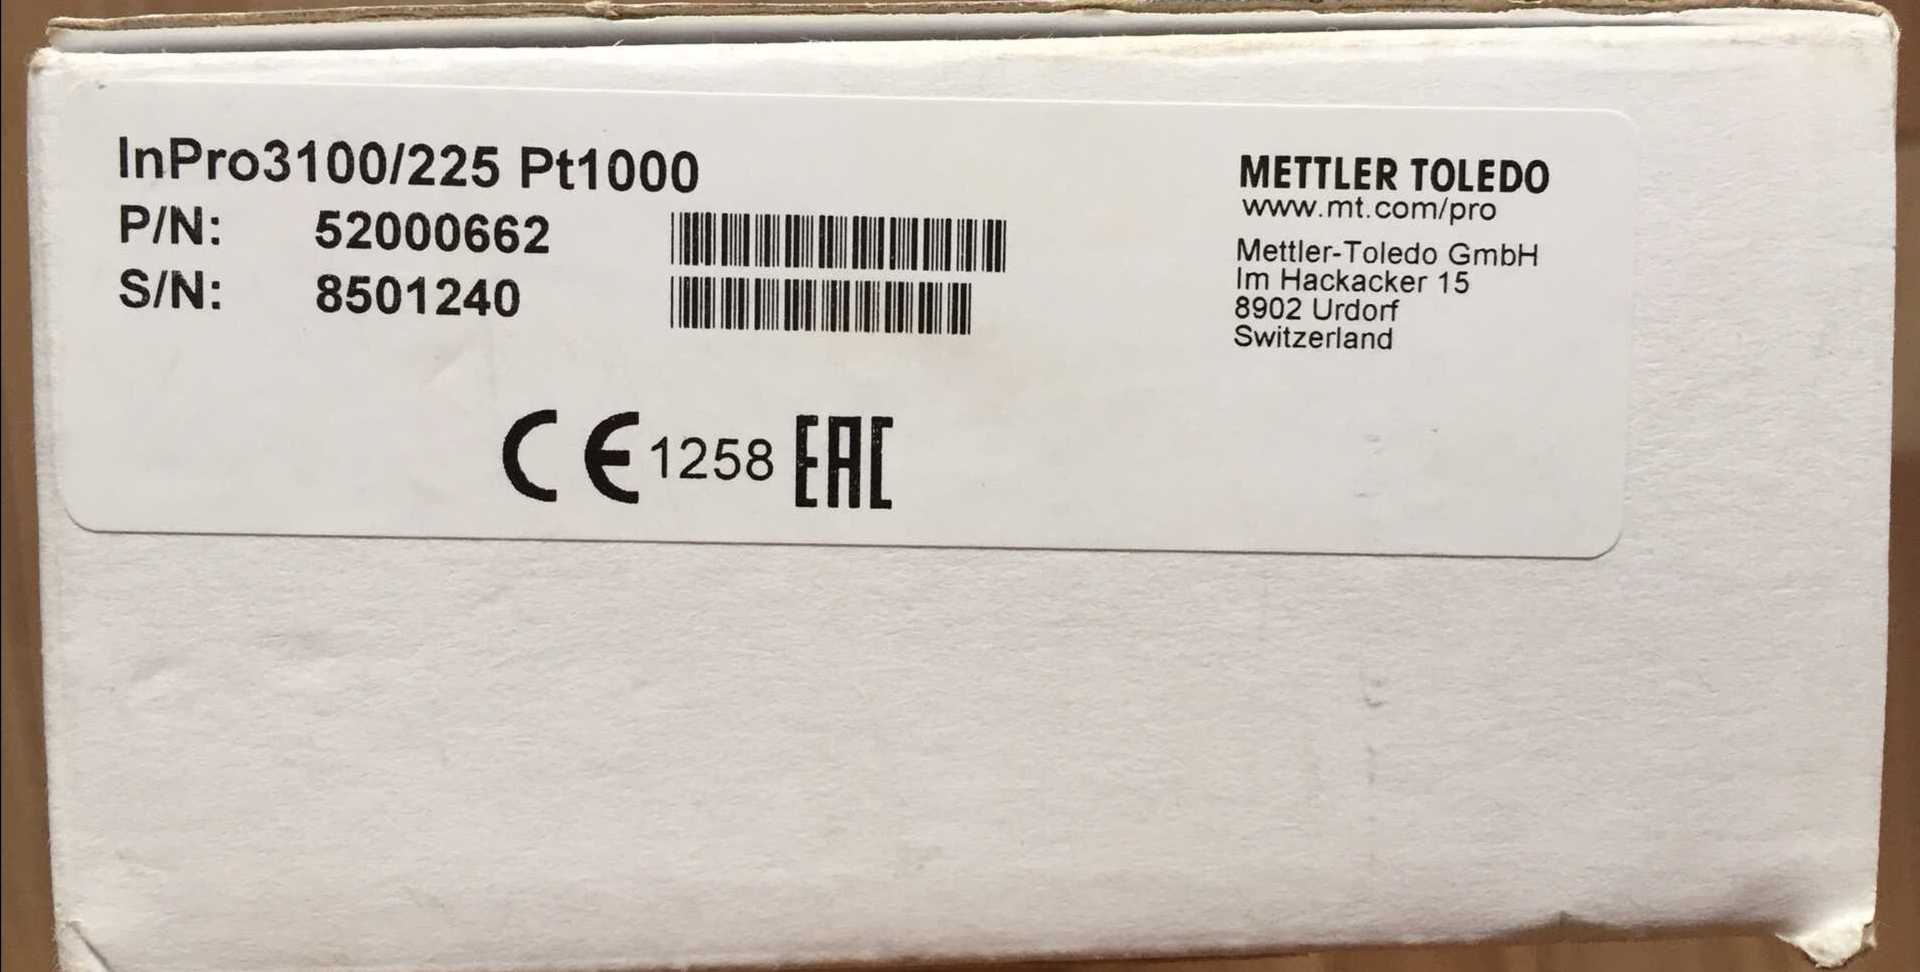 InPro3100/225 Pt1000
P/N: 52000662
S/N: 8501240
METTLER TOLEDO
www.mt.com/pro
Mettler-Toledo GmbH
Im Hackacker 15
8902 Urdorf
Switzerland
CE 1258 EAC